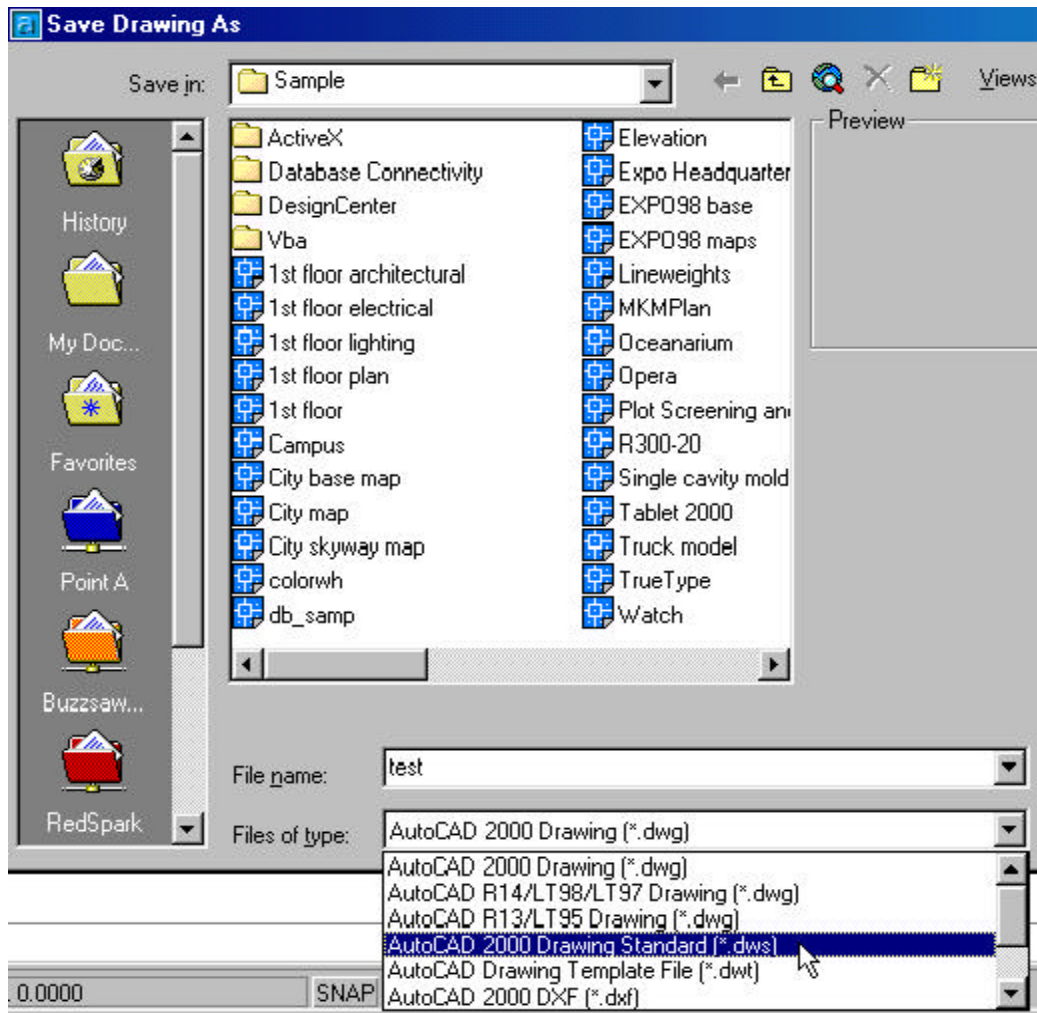 Save Drawing As
Save in:
Sample
Views
History
My Doc...
Favorites
Point A
Buzzsaw...
RedSpark
ActiveX
Database Connectivity
DesignCenter
Vba
1st floor architectural
1st floor electrical
1st floor lighting
1st floor plan
1st floor
Campus
City base map
City map
City skyway map
colorwh
db_samp
Elevation
Expo Headquarter
EXPO98 base
EXPO98 maps
Lineweights
MKMPlan
Oceanarium
Opera
Plot Screening an
R300-20
Single cavity mold
Tablet 2000
Truck model
TrueType
Watch
Preview
File name:
test
Files of type:
AutoCAD 2000 Drawing (*.dwg)
AutoCAD 2000 Drawing (*.dwg)
AutoCAD R14/LT98/LT97 Drawing (*.dwg)
AutoCAD R13/LT95 Drawing (*.dwg)
AutoCAD 2000 Drawing Standard (*.dws)
AutoCAD Drawing Template File (*.dwt)
AutoCAD 2000 DXF (*.dxf)
0.0000
SNAP